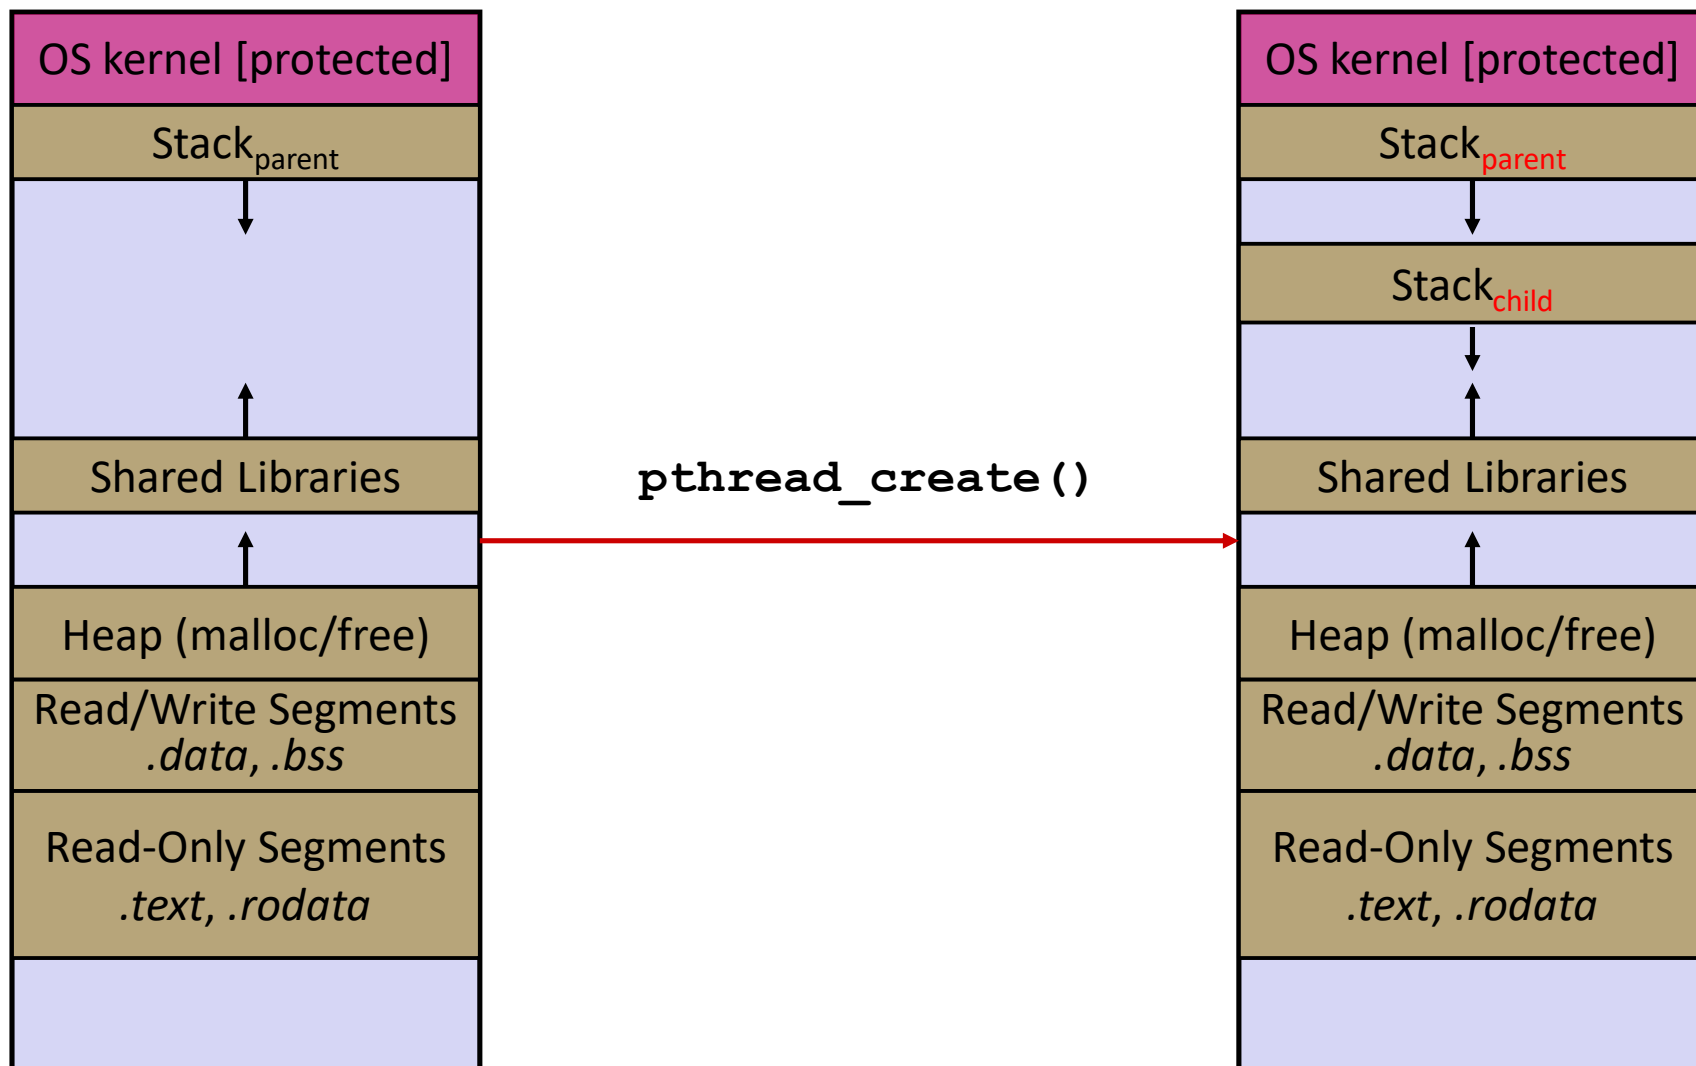 OS kernel [protected]
Stackparent
Shared Libraries
Heap (malloc/free)
Read/Write Segments
.data, .bss
Read-Only Segments
.text, .rodata
pthread_create()
OS kernel [protected]
Stackparent
Stackchild
Shared Libraries
Heap (malloc/free)
Read/Write Segments
.data, .bss
Read-Only Segments
.text, .rodata